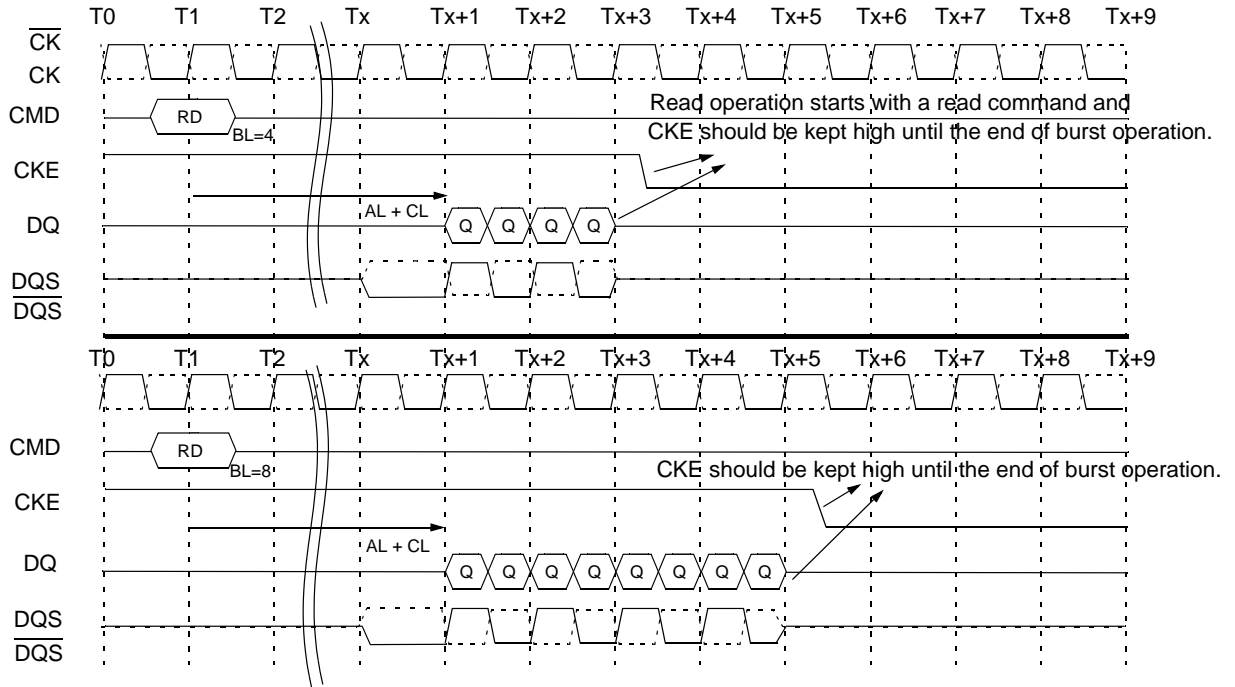 T0 T1 T2 Tx Tx+1 Tx+2 Tx+3 Tx+4 Tx+5 Tx+6 Tx+7 Tx+8 Tx+9
CK
CK
CMD RD BL=4
Read operation starts with a read command and
CKE should be kept high until the end of burst operation.
CKE
AL + CL
DQ Q Q Q Q
DQS
DQS
T0 T1 T2 Tx Tx+1 Tx+2 Tx+3 Tx+4 Tx+5 Tx+6 Tx+7 Tx+8 Tx+9
CMD RD BL=8
CKE should be kept high until the end of burst operation.
CKE
AL + CL
DQ Q Q Q Q Q Q Q Q
DQS
DQS